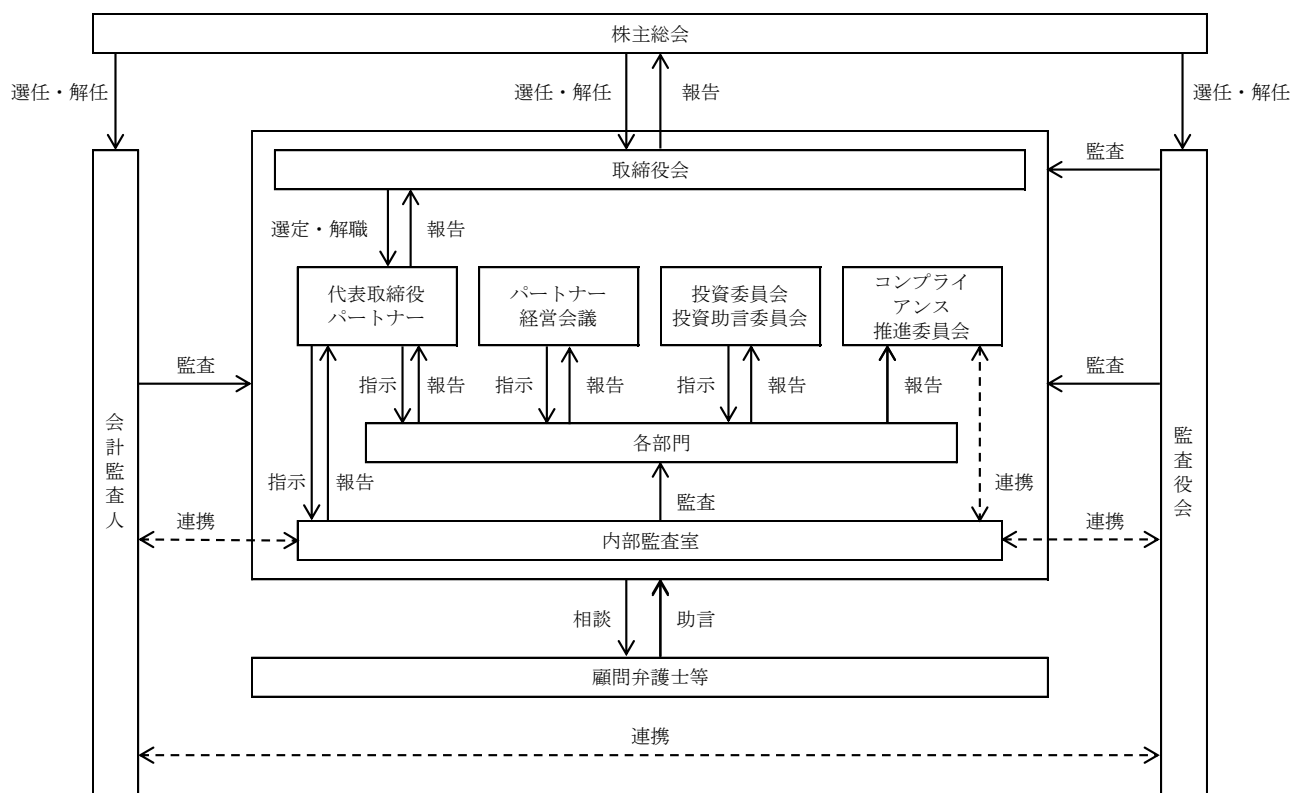 株主総会
選任・解任
選任・解任
報告
選任・解任
監査
取締役会
選定・解職
報告
代表取締役
パートナー
パートナー
経営会議
投資委員会
投資助言委員会
コンプライ
アンス
推進委員会
監査
指示
報告
指示
報告
指示
報告
報告
監査
会計監査人
各部門
監査役会
指示
報告
監査
連携
連携
内部監査室
連携
相談
助言
顧問弁護士等
連携